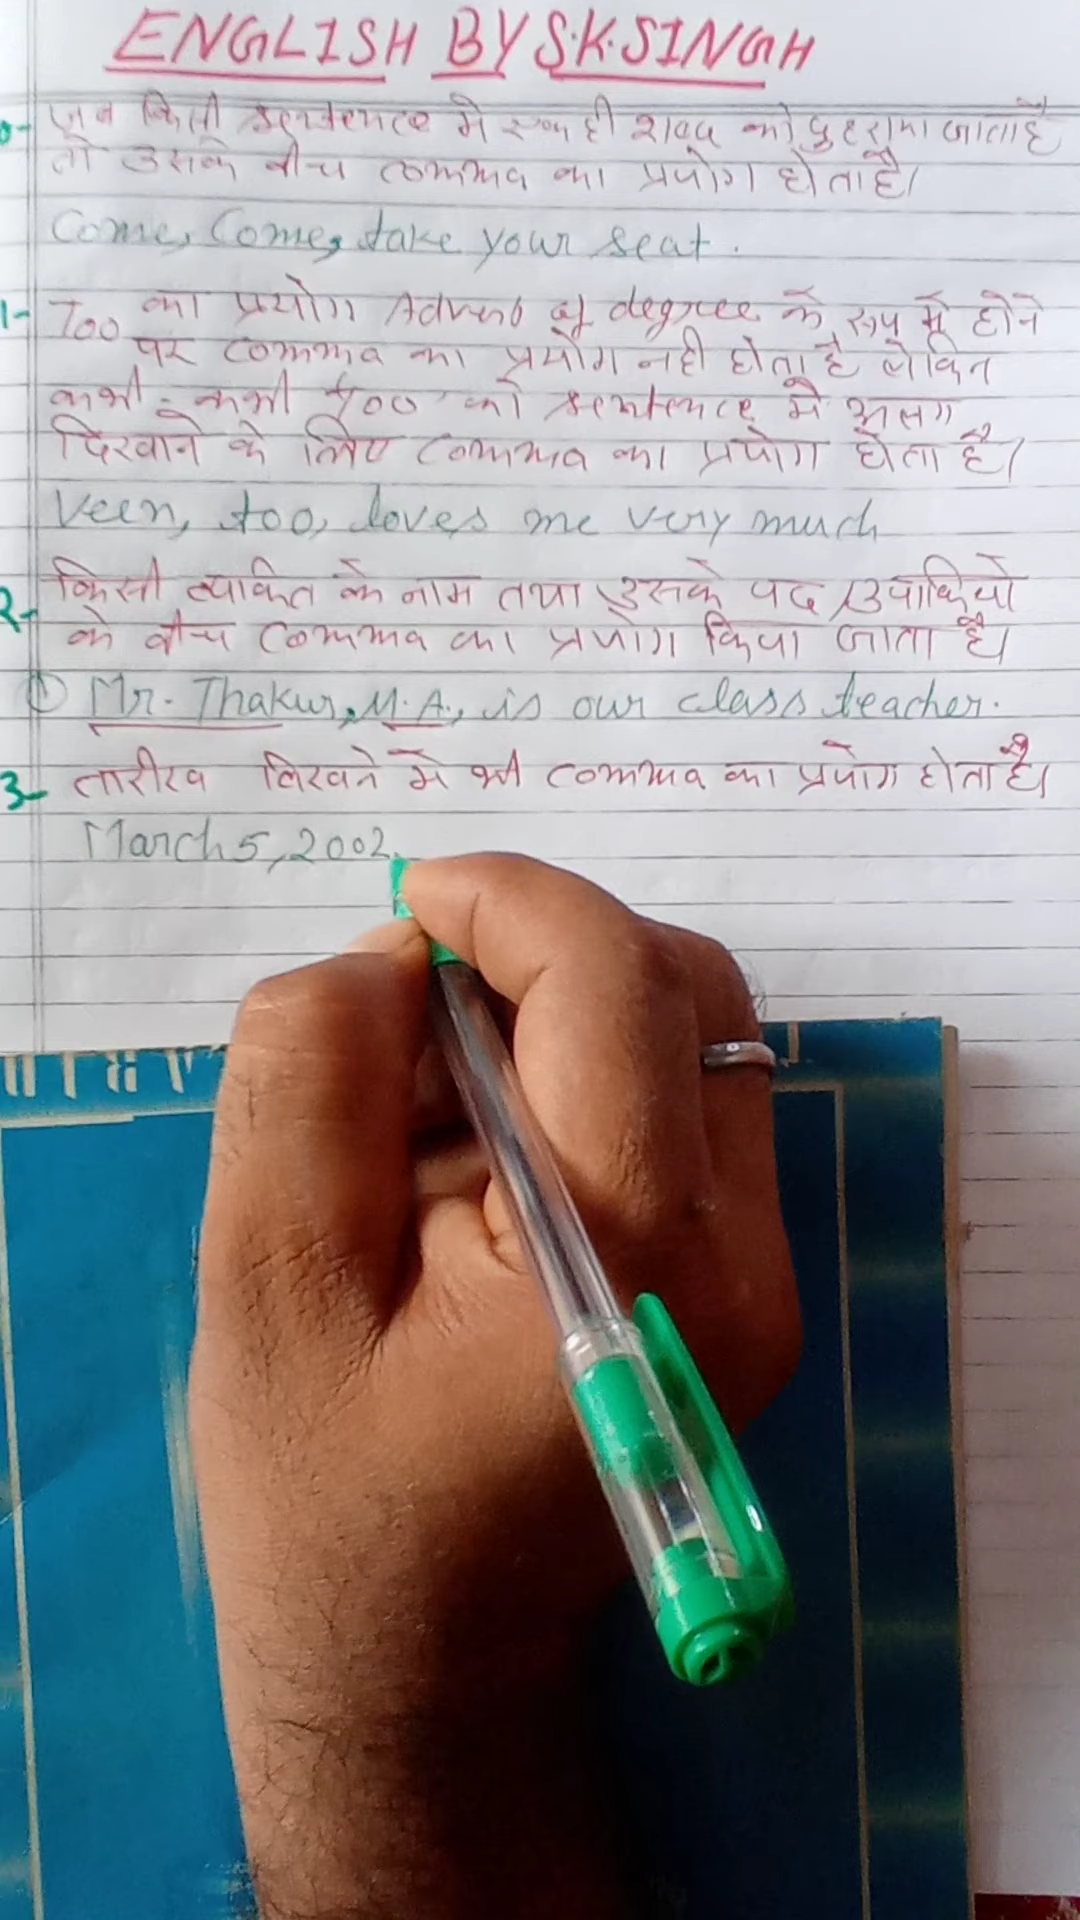 ENGLISH BY S.K.SINGH
0- जब किसी sentence मे एक ही शब्द को दुहराया जाता है
तो उसके बीच comma का प्रयोग होता है।
Come, Come, take your seat.
1- Too का प्रयोग Adverb of degree के रूप में होने
पर comma का प्रयोग नही होता है लेकिन
कभी-कभी too को sentence मे अलग
दिखाने के लिए comma का प्रयोग होता है।
Veen, too, loves me very much
2- किसी व्यक्ति के नाम तथा उसके पद /उपाधियो
के बीच comma का प्रयोग किया जाता है।
① Mr. Thakur, M.A., is our class teacher.
3- तारीख लिखने में भी comma का प्रयोग होता है।
March 5, 2002.